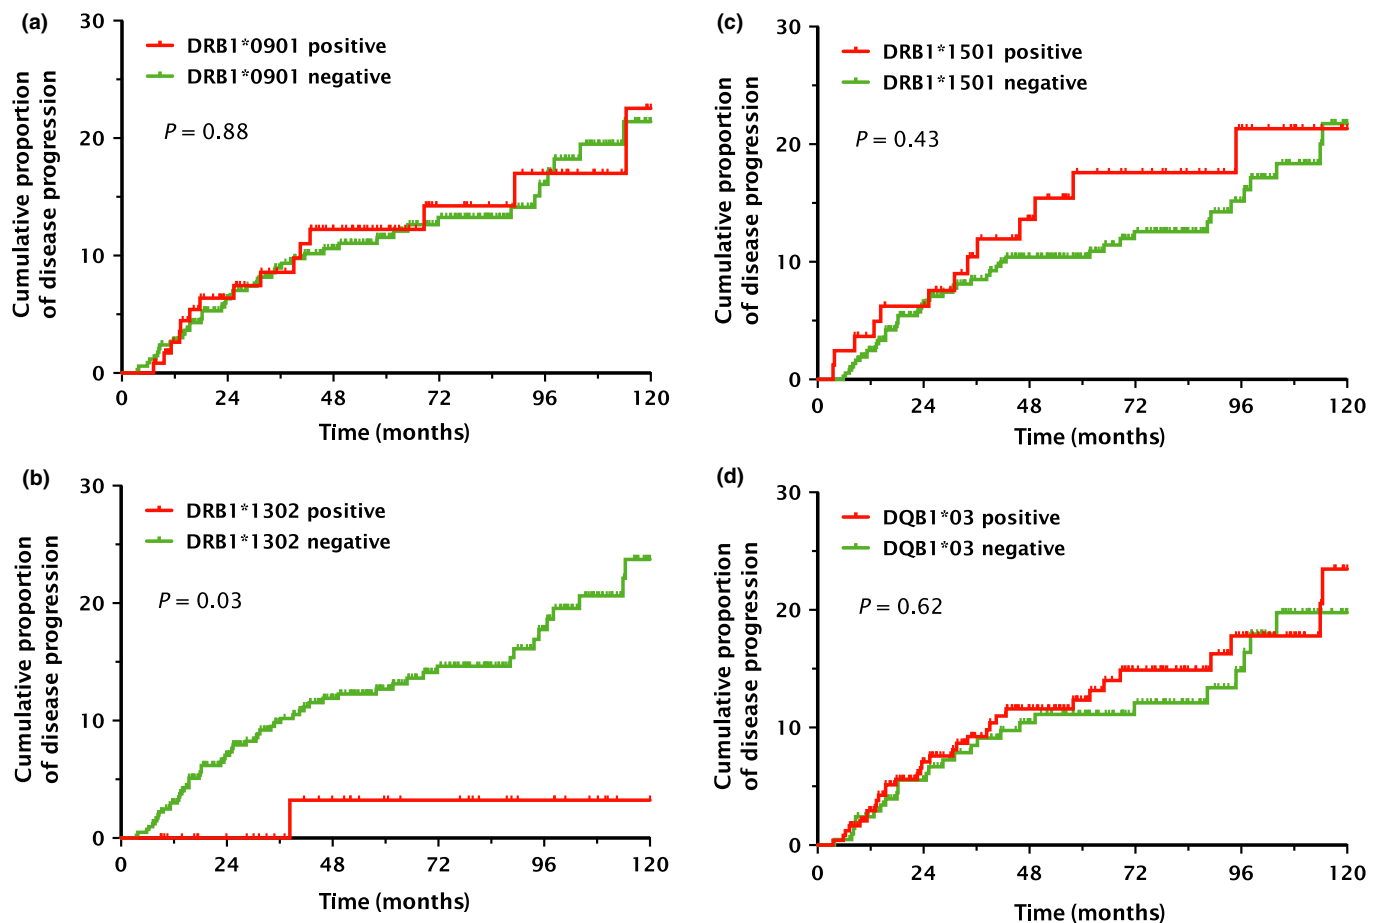 (a)
30
20
10
0
DRB1*0901 positive
DRB1*0901 negative
P = 0.88
Cumulative proportion
of disease progression
0 24 48 72 96 120
Time (months)
(c)
30
20
10
0
DRB1*1501 positive
DRB1*1501 negative
P = 0.43
Cumulative proportion
of disease progression
0 24 48 72 96 120
Time (months)
(b)
30
20
10
0
DRB1*1302 positive
DRB1*1302 negative
P = 0.03
Cumulative proportion
of disease progression
0 24 48 72 96 120
Time (months)
(d)
30
20
10
0
DQB1*03 positive
DQB1*03 negative
P = 0.62
Cumulative proportion
of disease progression
0 24 48 72 96 120
Time (months)